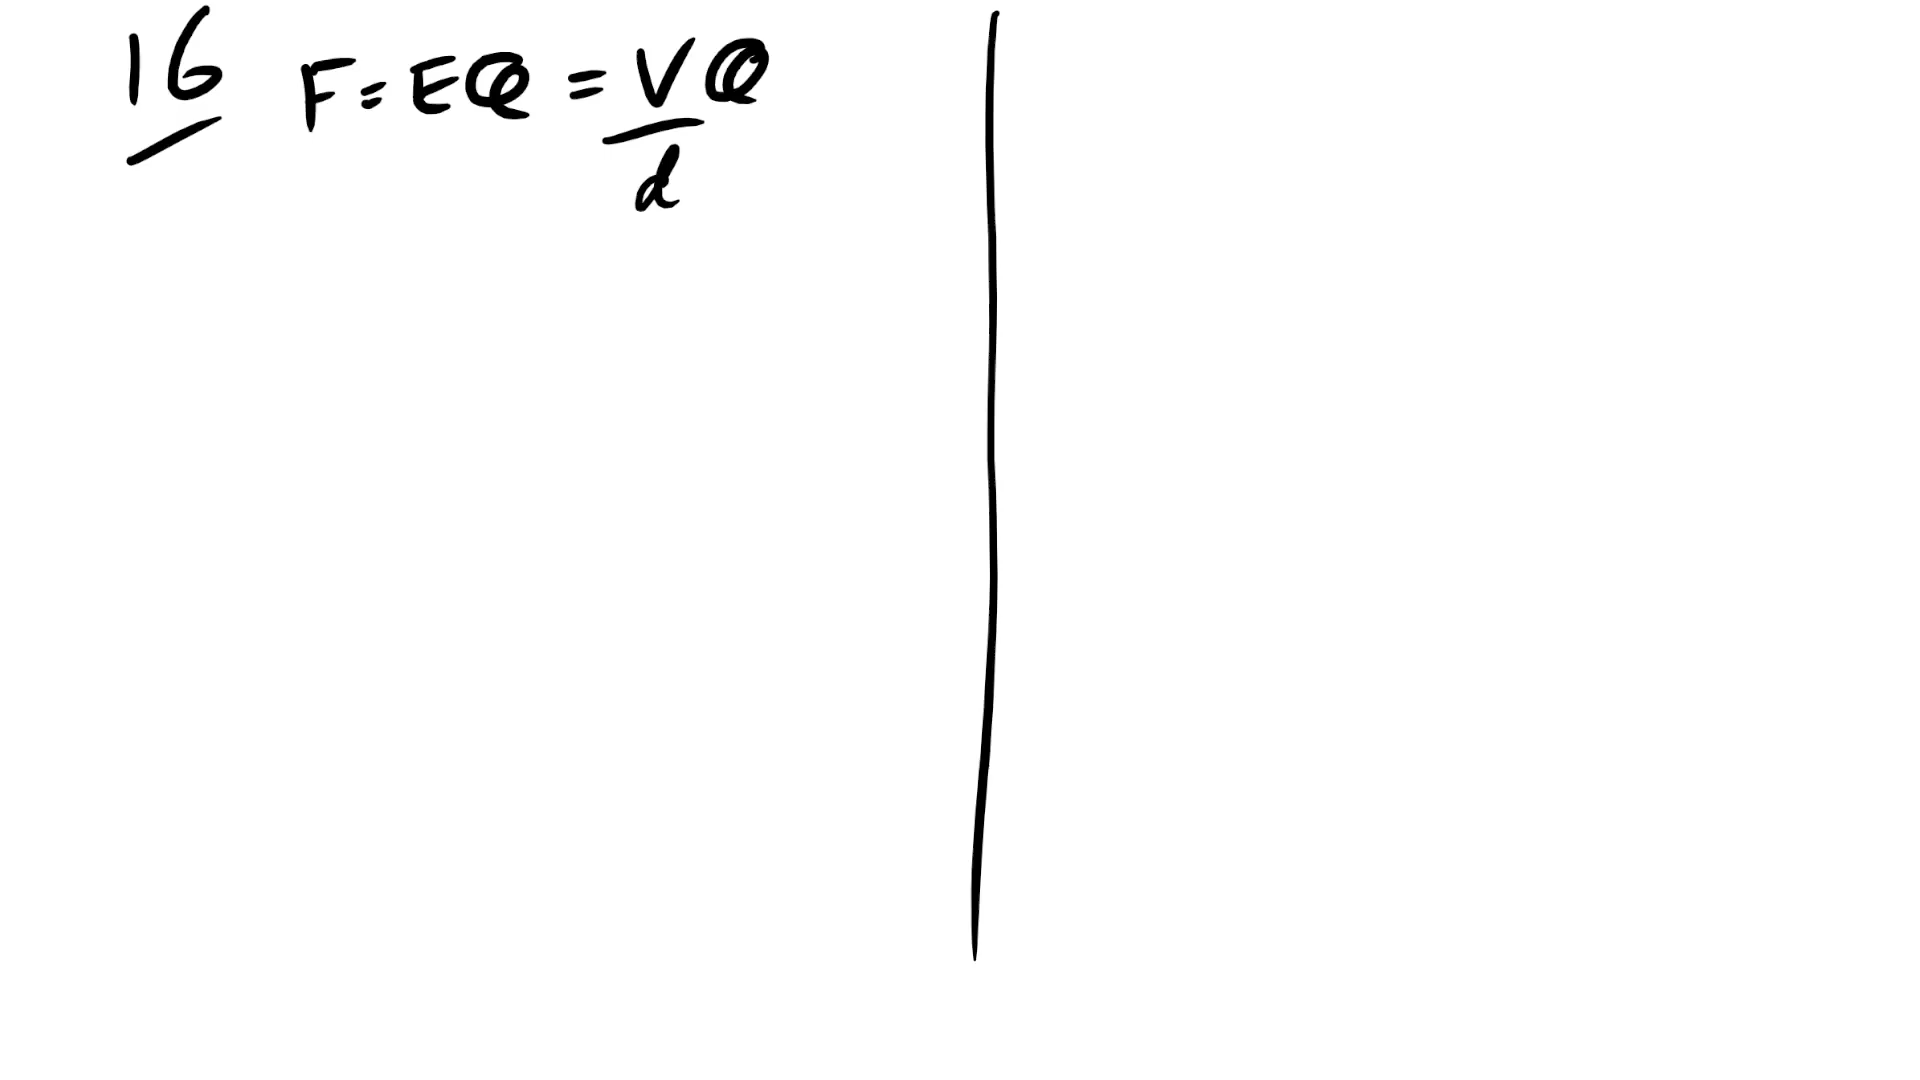 16 F = EQ = VQ
d